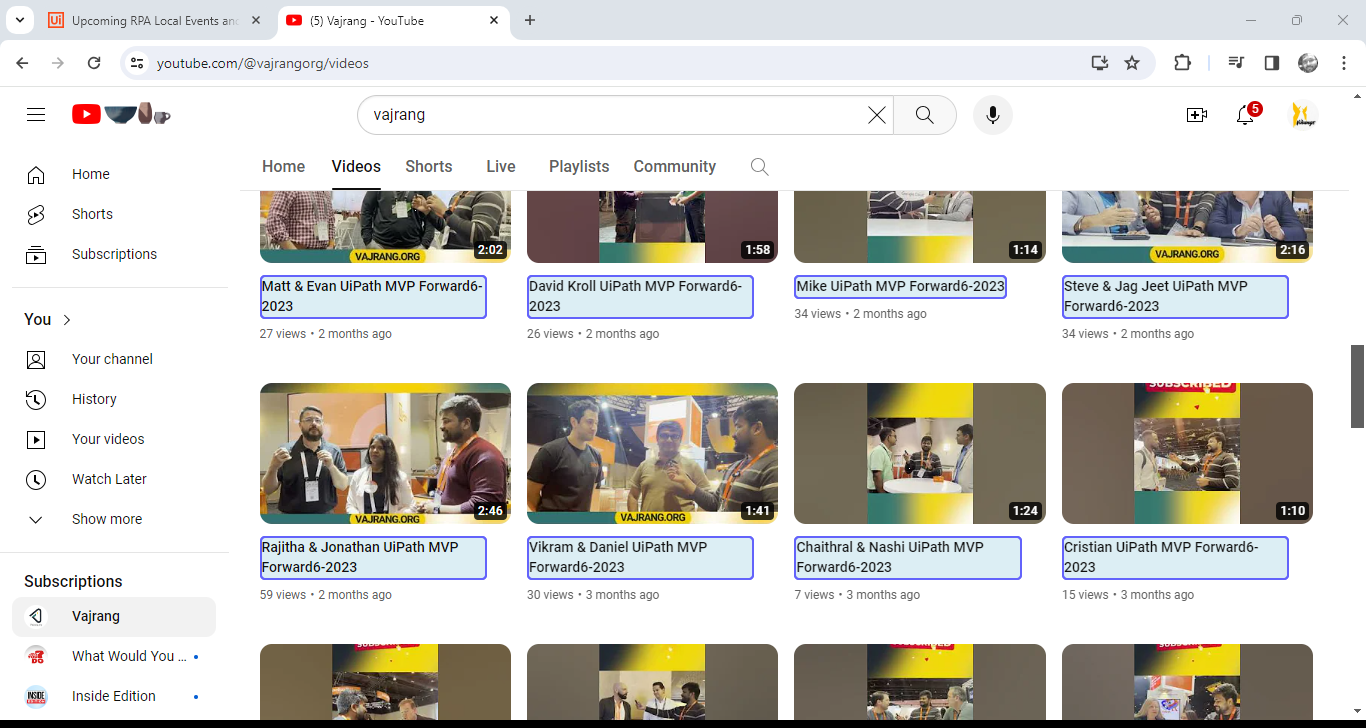 Upcoming RPA Local Events and
(5) Vajrang - YouTube
youtube.com/@vajrangorg/videos
vajrang
5
Home
Videos
Shorts
Live
Playlists
Community
Home
Shorts
Subscriptions
You
Your channel
History
Your videos
Watch Later
Show more
Subscriptions
Vajrang
What Would You ...
Inside Edition
VAJRANG.ORG
2:02
1:58
1:14
VAJRANG.ORG
2:16
Matt & Evan UiPath MVP Forward6-
2023
27 views • 2 months ago
David Kroll UiPath MVP Forward6-
2023
26 views • 2 months ago
Mike UiPath MVP Forward6-2023
34 views • 2 months ago
Steve & Jag Jeet UiPath MVP
Forward6-2023
34 views • 2 months ago
VAJRANG.ORG
2:46
VAJRANG.ORG
1:41
1:24
SUBSCRIBED
1:10
Rajitha & Jonathan UiPath MVP
Forward6-2023
59 views • 2 months ago
Vikram & Daniel UiPath MVP
Forward6-2023
30 views • 3 months ago
Chaithral & Nashi UiPath MVP
Forward6-2023
7 views • 3 months ago
Cristian UiPath MVP Forward6-
2023
15 views • 3 months ago